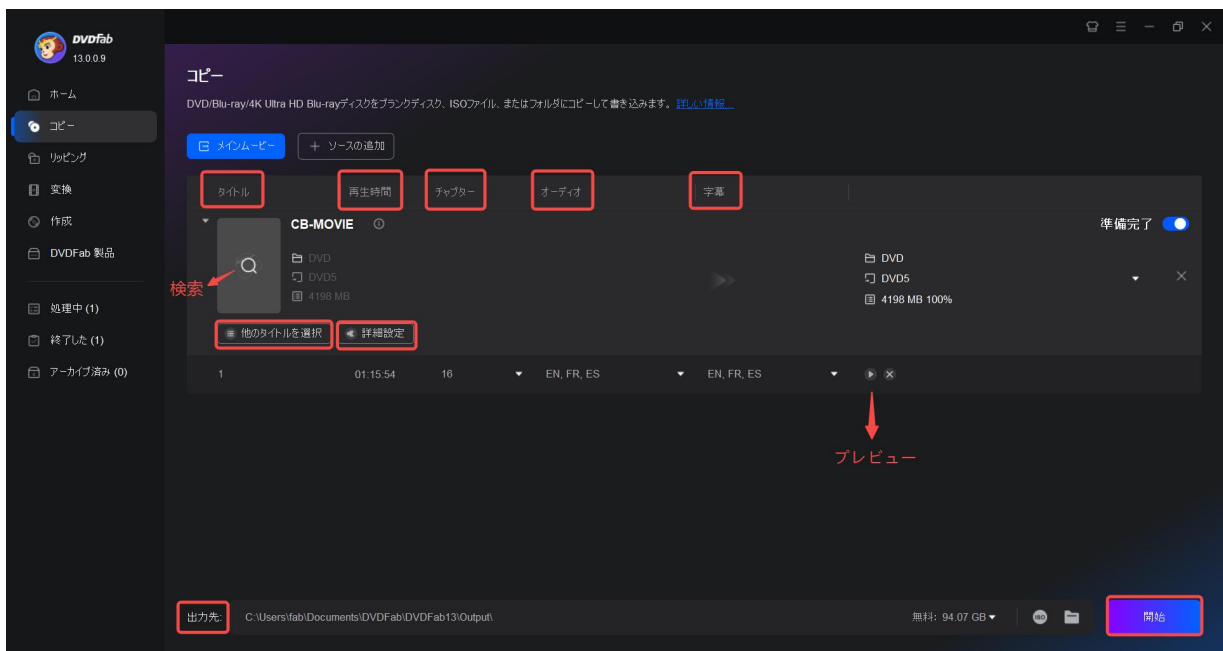 DVDFab
13.0.0.9
ホーム
コピー
リッピング
変換
作成
DVDFab 製品
処理中 (1)
終了した (1)
アーカイブ済み (0)
コピー
DVD/Blu-ray/4K Ultra HD Blu-rayディスクをブランクディスク、ISOファイル、またはフォルダにコピーして書き込みます。詳しい情報...
メインムービー
ソースの追加
タイトル 再生時間 チャプター オーディオ 字幕
CB-MOVIE
準備完了
DVD
DVD5
4198 MB
DVD
DVD5
4198 MB 100%
検索
他のタイトルを選択
詳細設定
1 01:15:54 16 EN, FR, ES EN, FR, ES
プレビュー
出力先: C:\Users\fab\Documents\DVDFab\DVDFab13\Output\ 無料: 94.07 GB ISO 開始